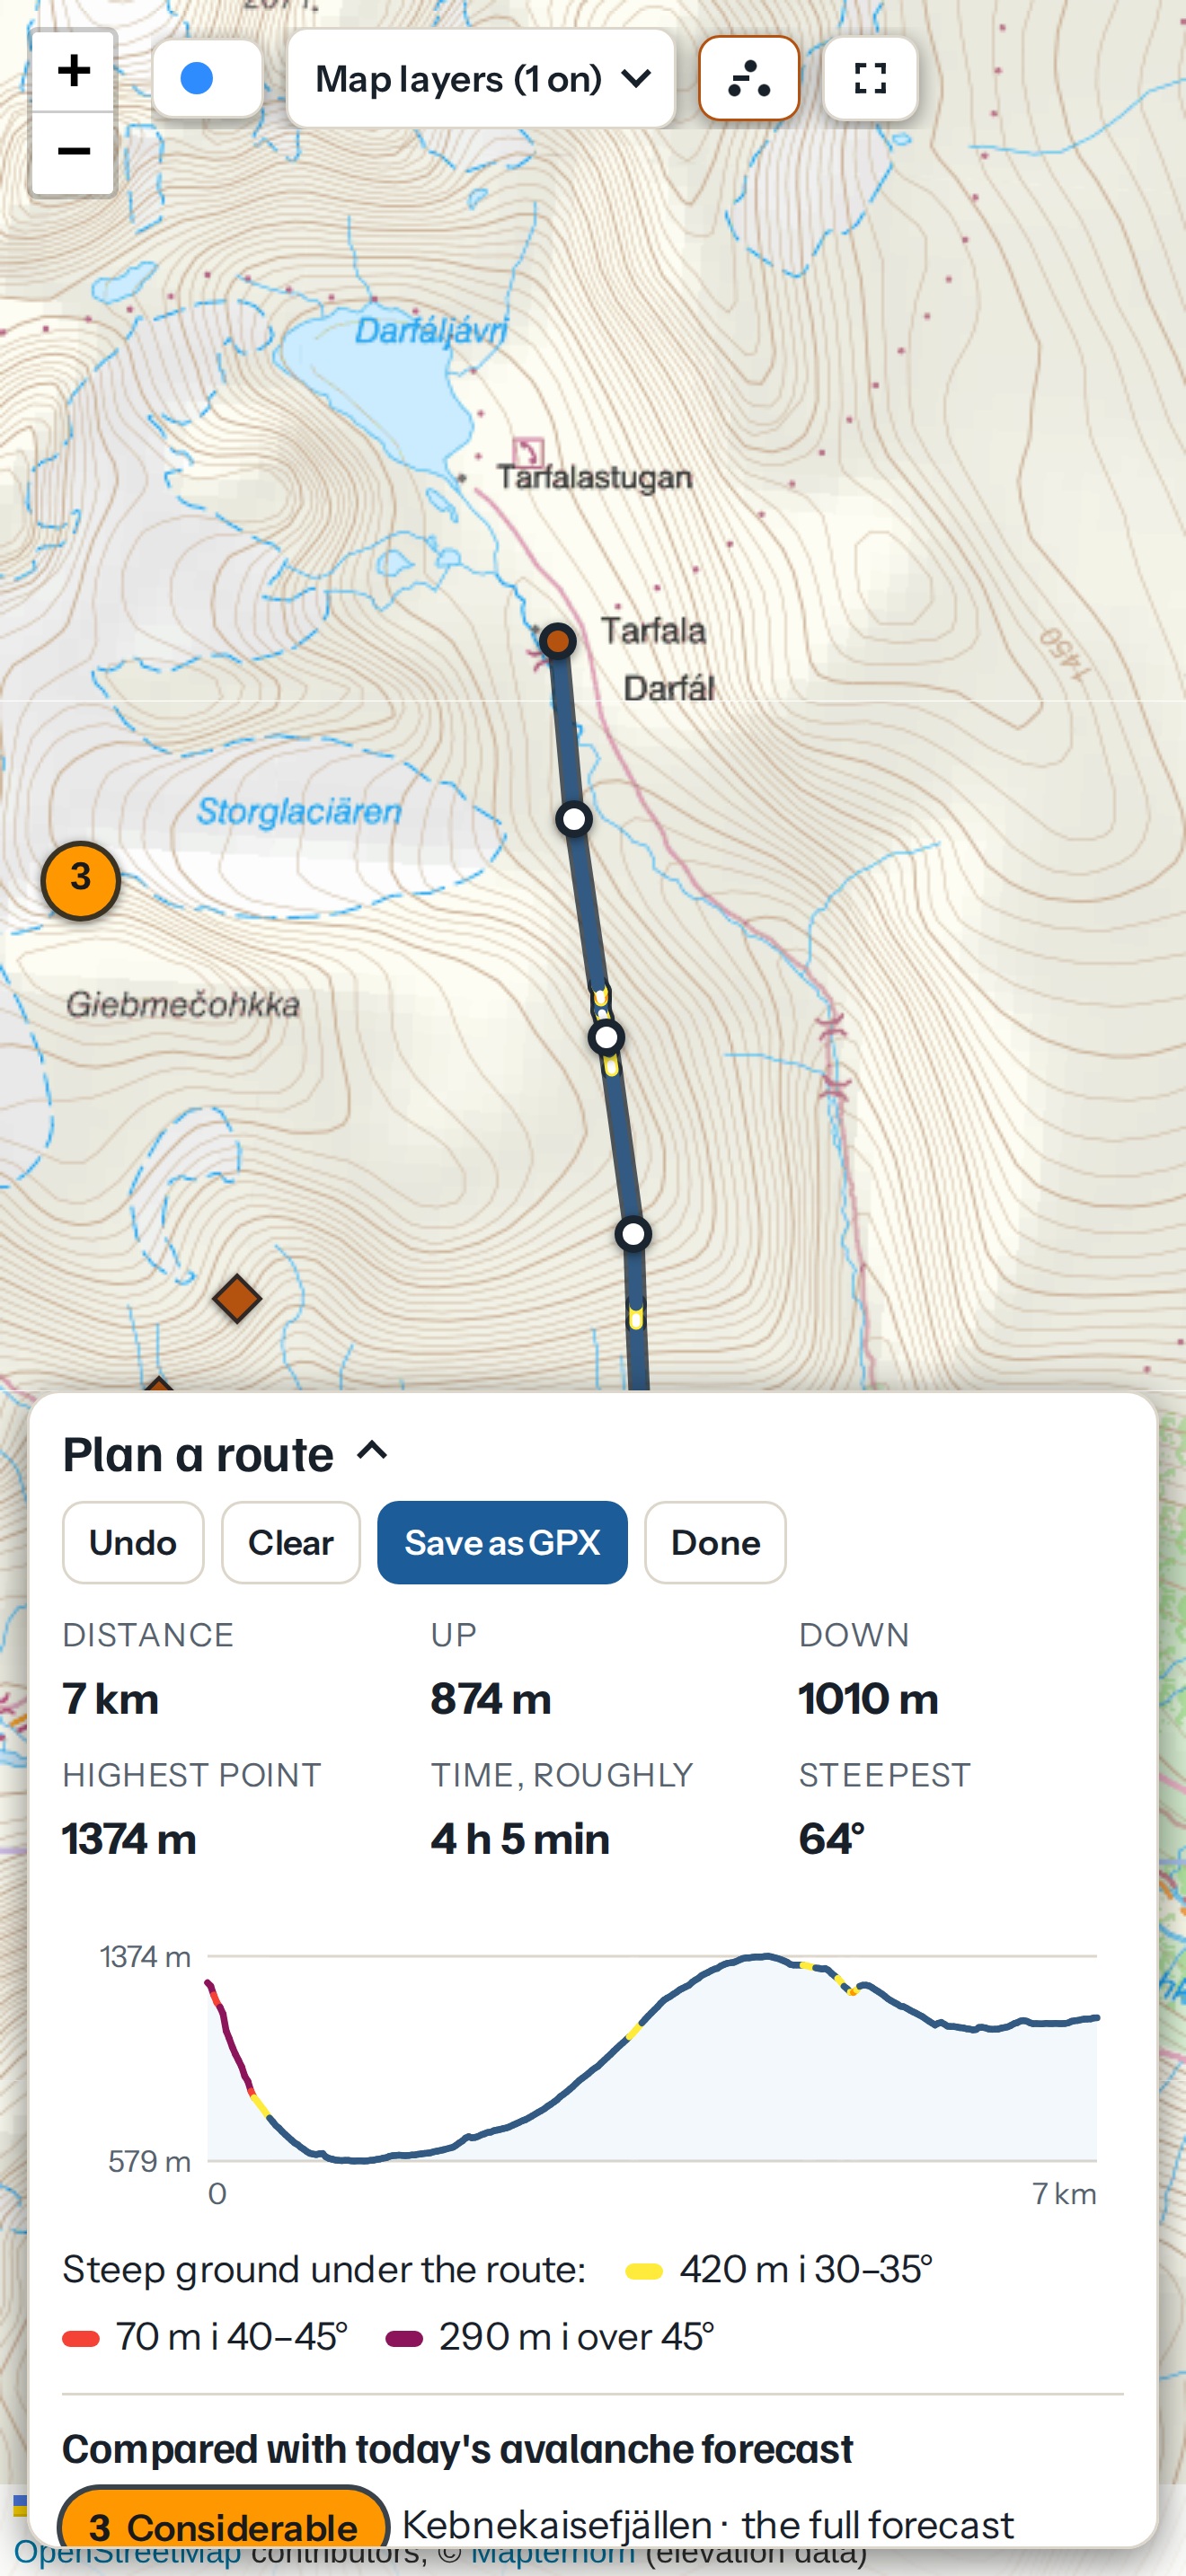 2071.
+
−
Map layers (1 on)
Darfáljávri
Tarfalastugan
Tarfala
Darfál
1450
Storglaciären
3
Giebmečohkka
Plan a route
Undo Clear Save as GPX Done
DISTANCE UP DOWN
7 km 874 m 1010 m
HIGHEST POINT TIME, ROUGHLY STEEPEST
1374 m 4 h 5 min 64°
1374 m
579 m
0 7 km
Steep ground under the route: 420 m i 30–35°
70 m i 40–45° 290 m i over 45°
Compared with today's avalanche forecast
3 Considerable Kebnekaisefjällen · the full forecast
OpenStreetMap contributors, © Mapterhorn (elevation data)